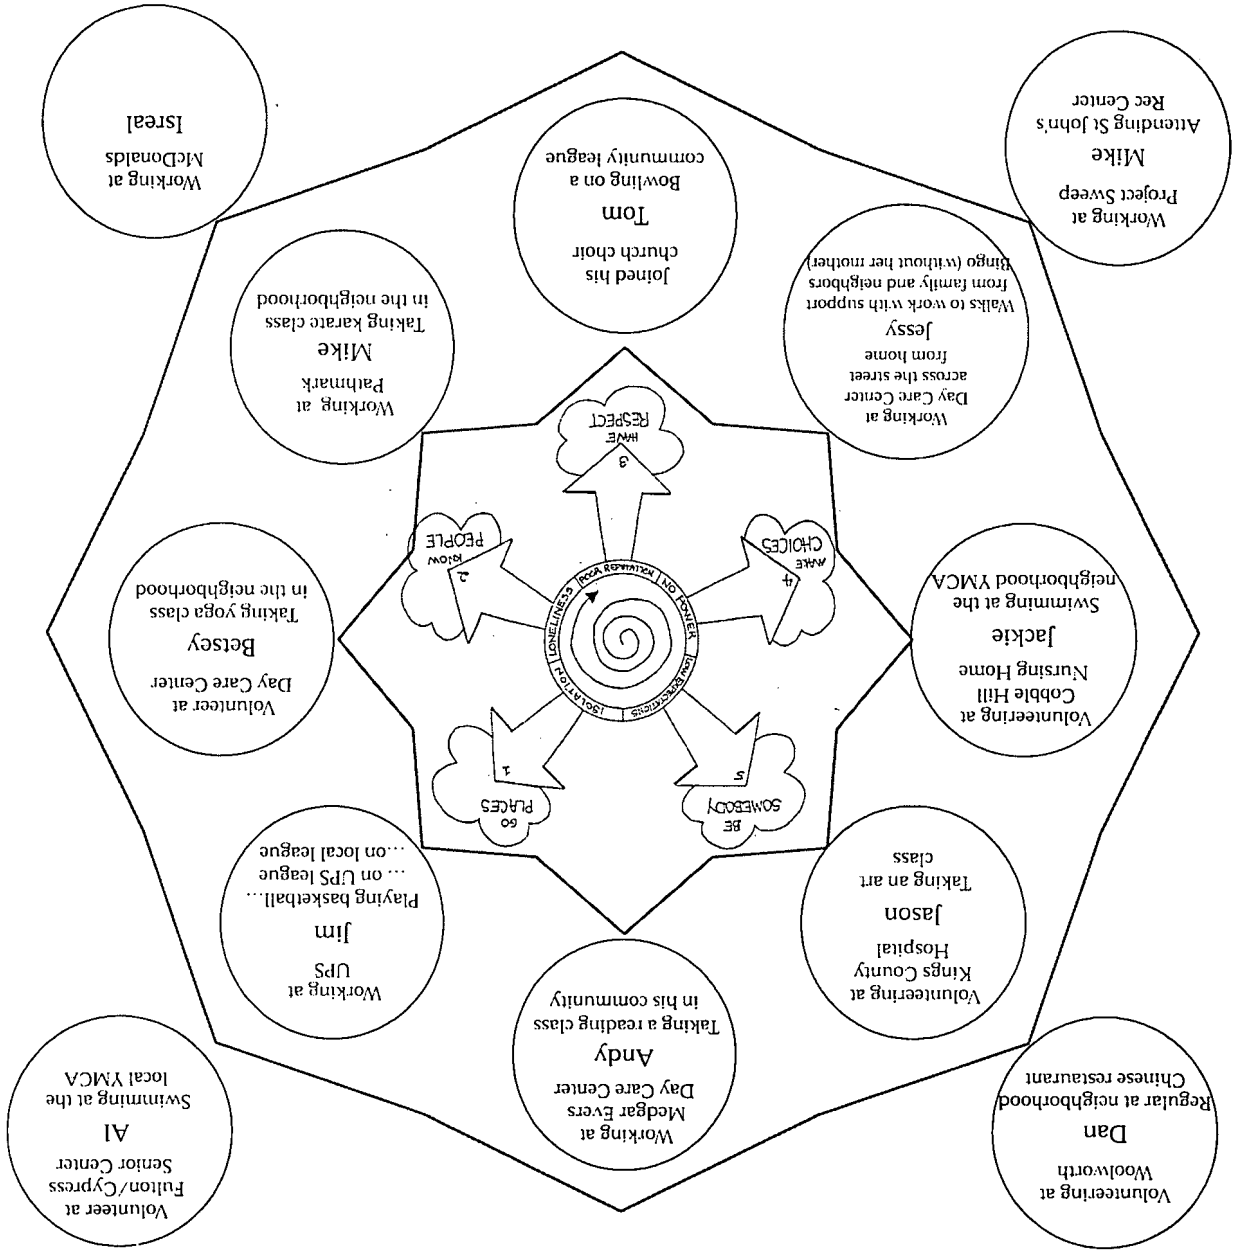 Volunteering at
Woolworth
Dan
Regular at neighborhood
Chinese restaurant
Volunteer at
Fulton/Cypress
Senior Center
Al
Swimming at the
local YMCA
Working at
Medgar Evers
Day Care Center
Andy
Taking a reading class
in his community
Volunteering at
Kings County
Hospital
Jason
Taking an art
class
Working at
UPS
Jim
Playing basketball...
... on UPS league
...on local league
BE
SOMEBODY
5
GO
PLACES
1
Volunteering at
Cobble Hill
Nursing Home
Jackie
Swimming at the
neighborhood YMCA
LOW EXPECTATIONS
ISOLATION
LONELINESS
POOR REPUTATION
NO POWER
Volunteer at
Day Care Center
Betsey
Taking yoga class
in the neighborhood
4
MAKE
CHOICES
2
KNOW
PEOPLE
3
HAVE
RESPECT
Working at
Day Care Center
across the street
from home
Jessy
Walks to work with support
from family and neighbors
Bingo (without her mother)
Working at
Pathmark
Mike
Taking karate class
in the neighborhood
Joined his
church choir
Tom
Bowling on a
community league
Working at
Project Sweep
Mike
Attending St John's
Rec Center
Working at
McDonalds
Isreal